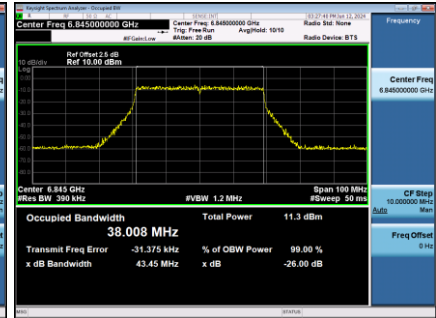 Keysight Spectrum Analyzer - Occupied BW
SENSE:INT
03:27:40 PM Jun 12, 2024
Center Freq 6.845000000 GHz
Center Freq: 6.845000000 GHz
Radio Std: None
Frequency
Trig: Free Run
Avg|Hold: 10/10
#IFGain:Low
#Atten: 20 dB
Radio Device: BTS
Ref Offset 2.5 dB
10 dB/div
Ref 10.00 dBm
Log
Center Freq
6.845000000 GHz
Center 6.845 GHz
Span 100 MHz
#Res BW 390 kHz
#VBW 1.2 MHz
#Sweep 50 ms
CF Step
10.000000 MHz
Auto Man
Occupied Bandwidth
Total Power 11.3 dBm
38.008 MHz
Freq Offset
0 Hz
Transmit Freq Error -31.375 kHz
% of OBW Power 99.00 %
x dB Bandwidth 43.45 MHz
x dB -26.00 dB
MSG
STATUS